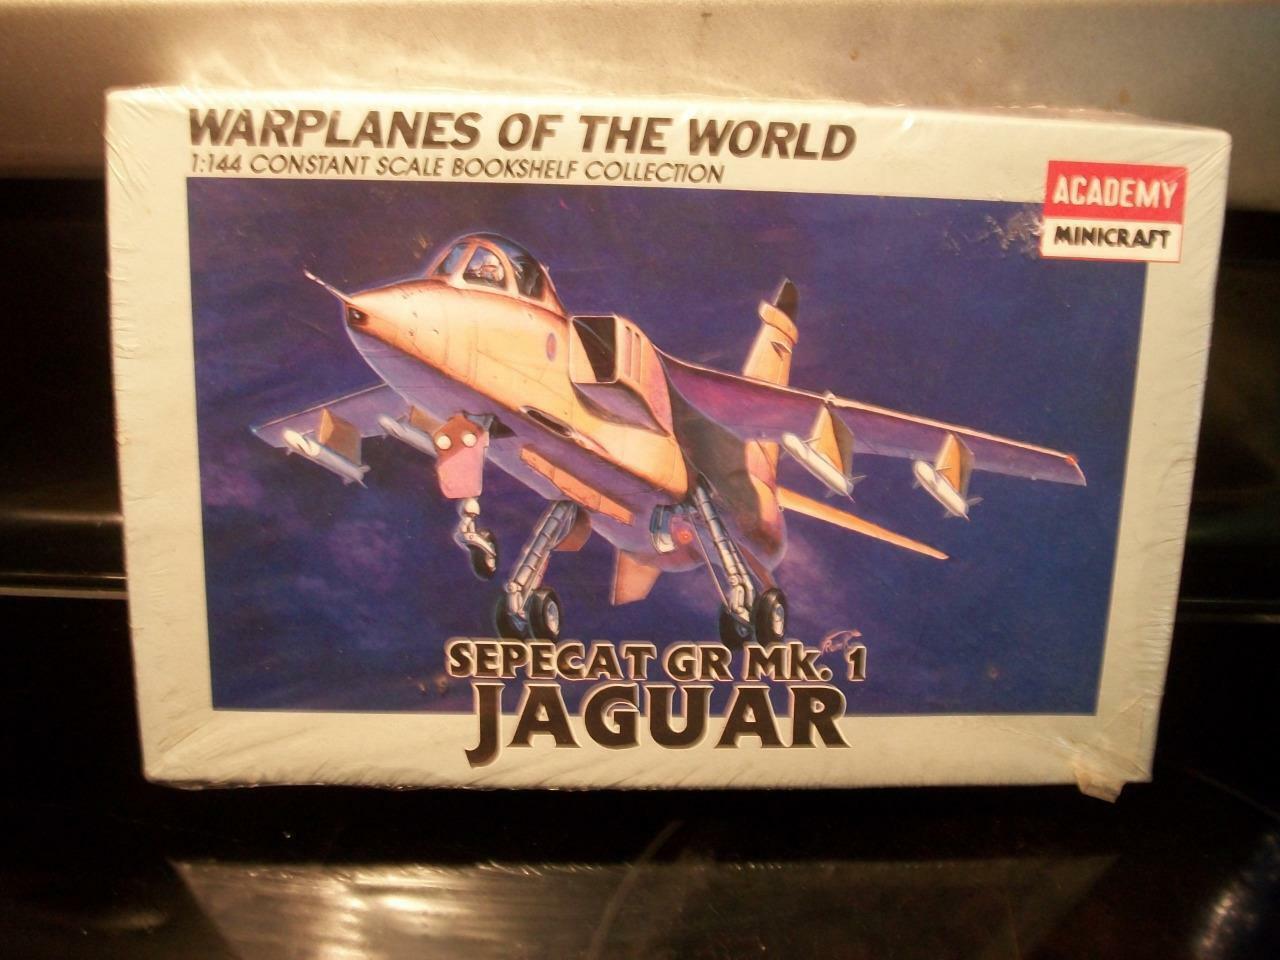 WARPLANES OF THE WORLD
1:144 CONSTANT SCALE BOOKSHELF COLLECTION
ACADEMY
MINICRAFT
SEPECAT GR Mk. 1
JAGUAR